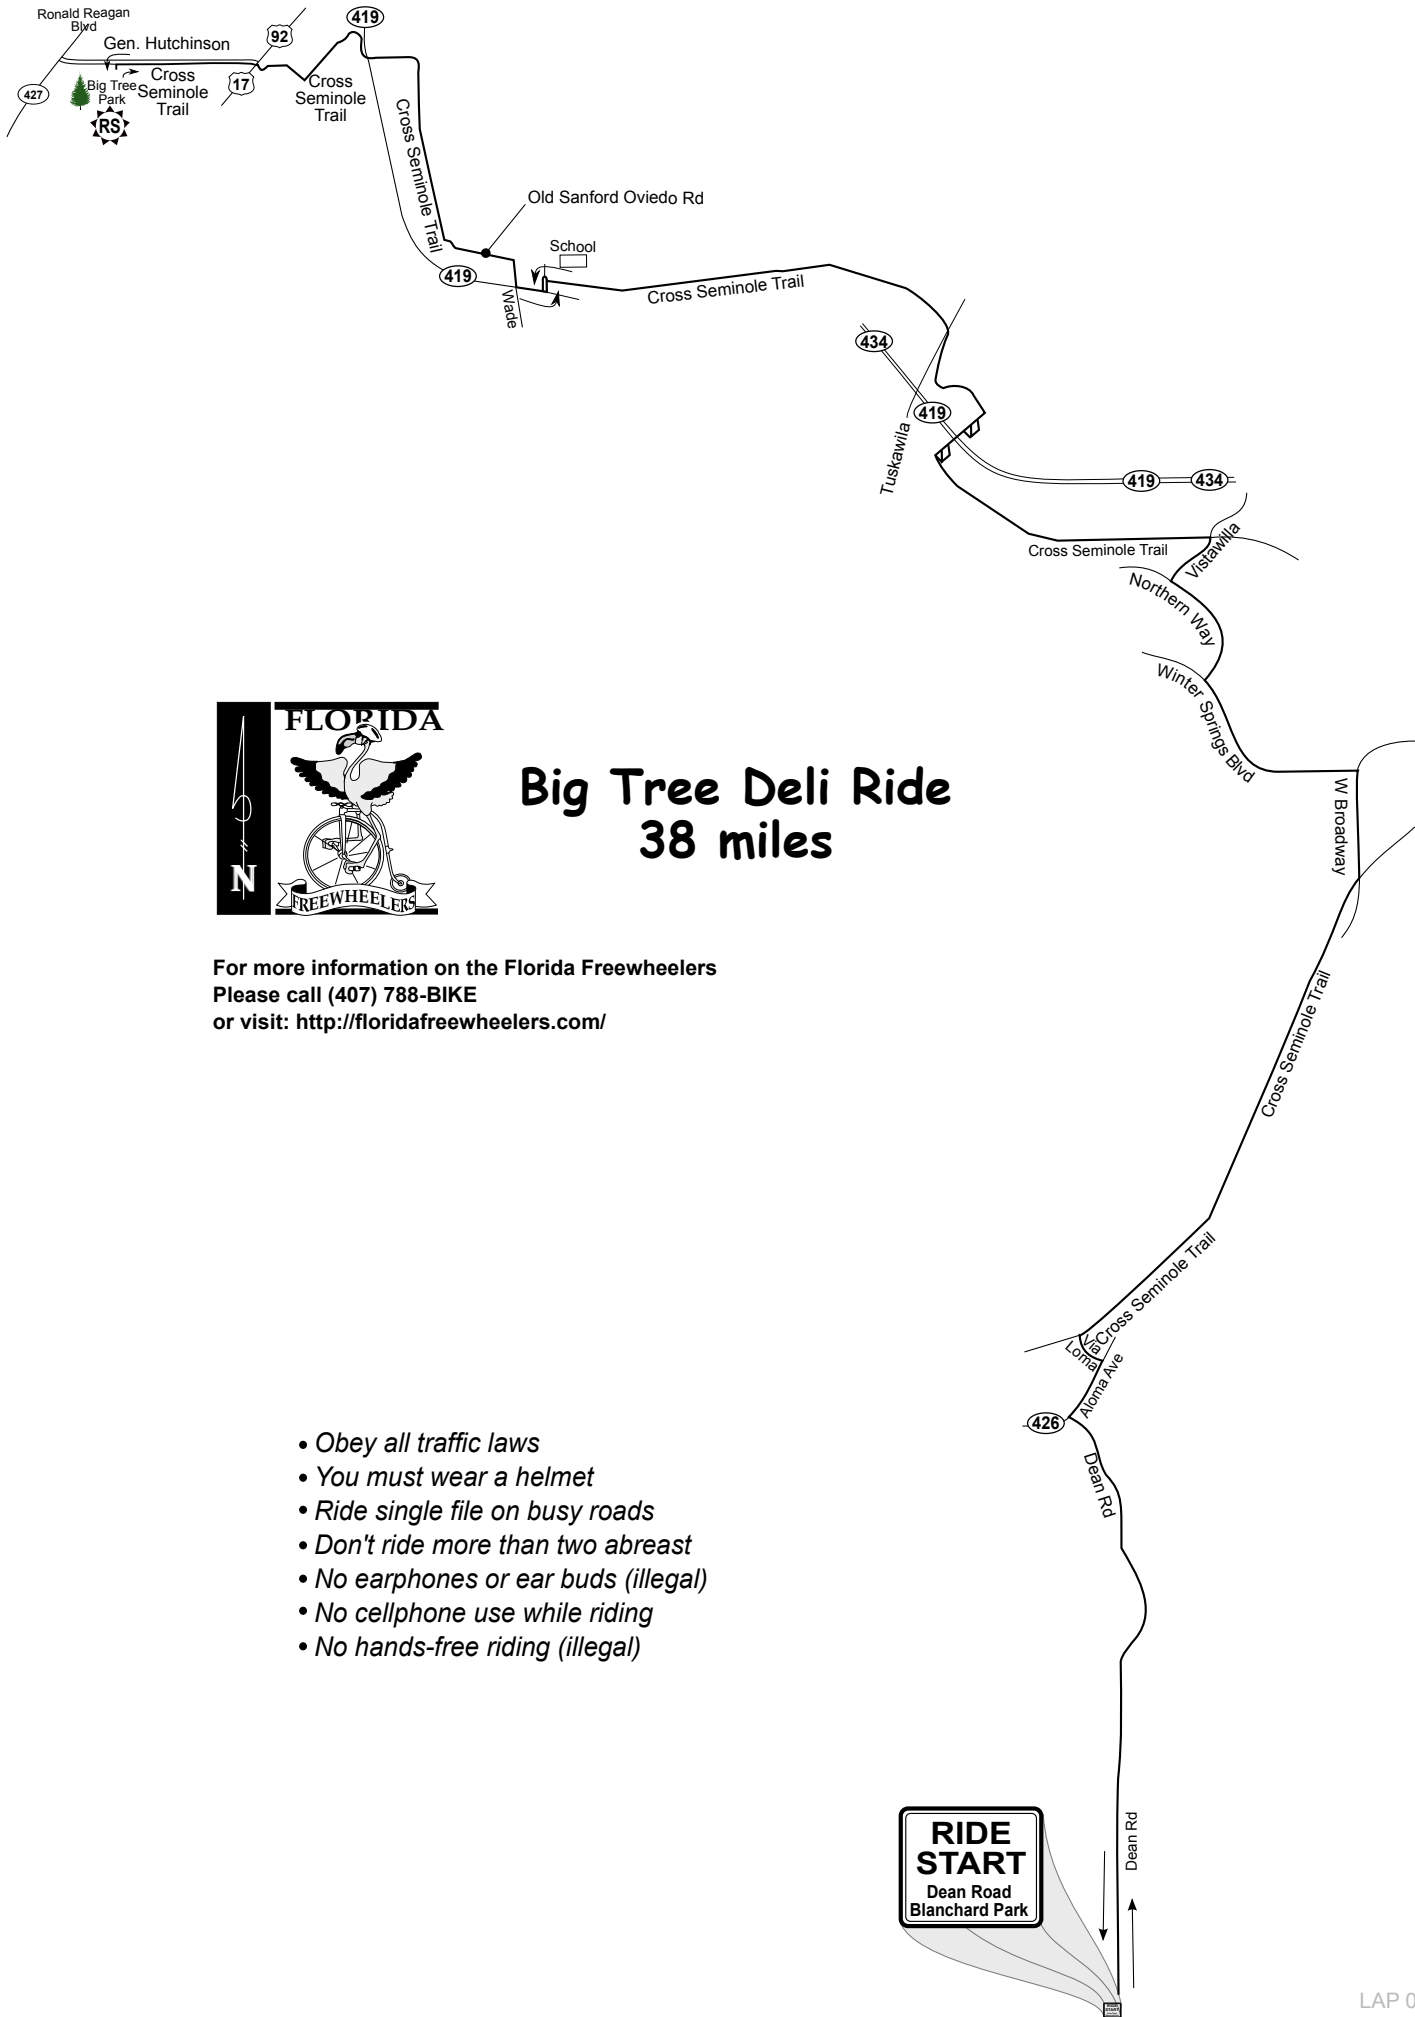 Ronald Reagan
Blvd
Gen. Hutchinson
92
419
427
Big Tree
Park
RS
Cross
Seminole
Trail
17
Cross
Seminole
Trail
Cross Seminole Trail
Old Sanford Oviedo Rd
School
419
Wade
Cross Seminole Trail
434
419
Tuskawila
419
434
Cross Seminole Trail
Vistawilla
Northern Way
Winter Springs Blvd
W Broadway
N
FLORIDA
FREEWHEELERS
Big Tree Deli Ride
38 miles
For more information on the Florida Freewheelers
Please call (407) 788-BIKE
or visit: http://floridafreewheelers.com/
Cross Seminole Trail
Cross Seminole Trail
Via
Loma
Aloma Ave
426
Dean Rd
• Obey all traffic laws
• You must wear a helmet
• Ride single file on busy roads
• Don't ride more than two abreast
• No earphones or ear buds (illegal)
• No cellphone use while riding
• No hands-free riding (illegal)
RIDE
START
Dean Road
Blanchard Park
Dean Rd
RIDE
START
LAP 0